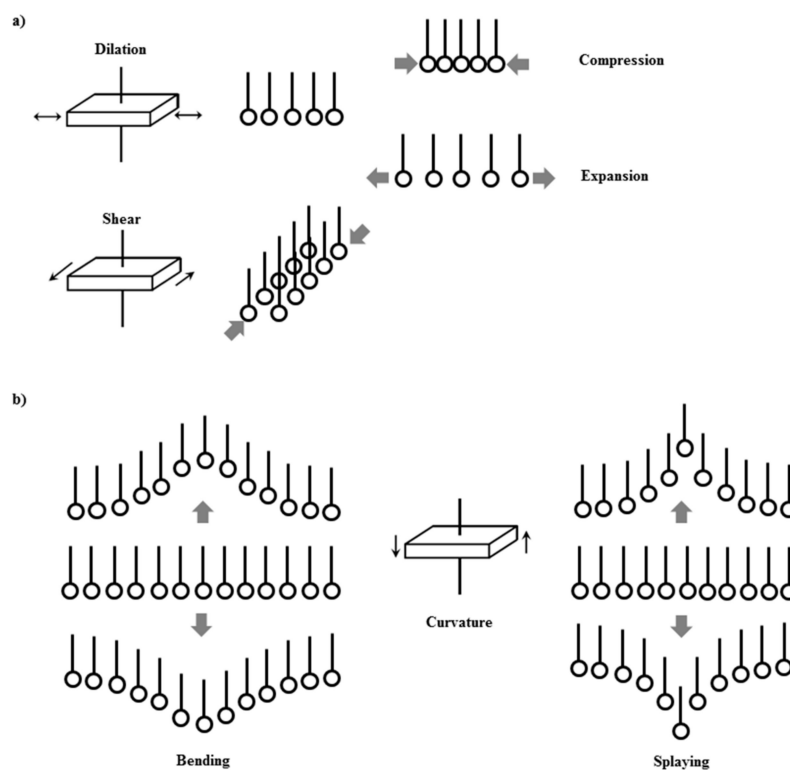 a)
Dilation
Compression
Expansion
Shear
b)
Curvature
Bending
Splaying